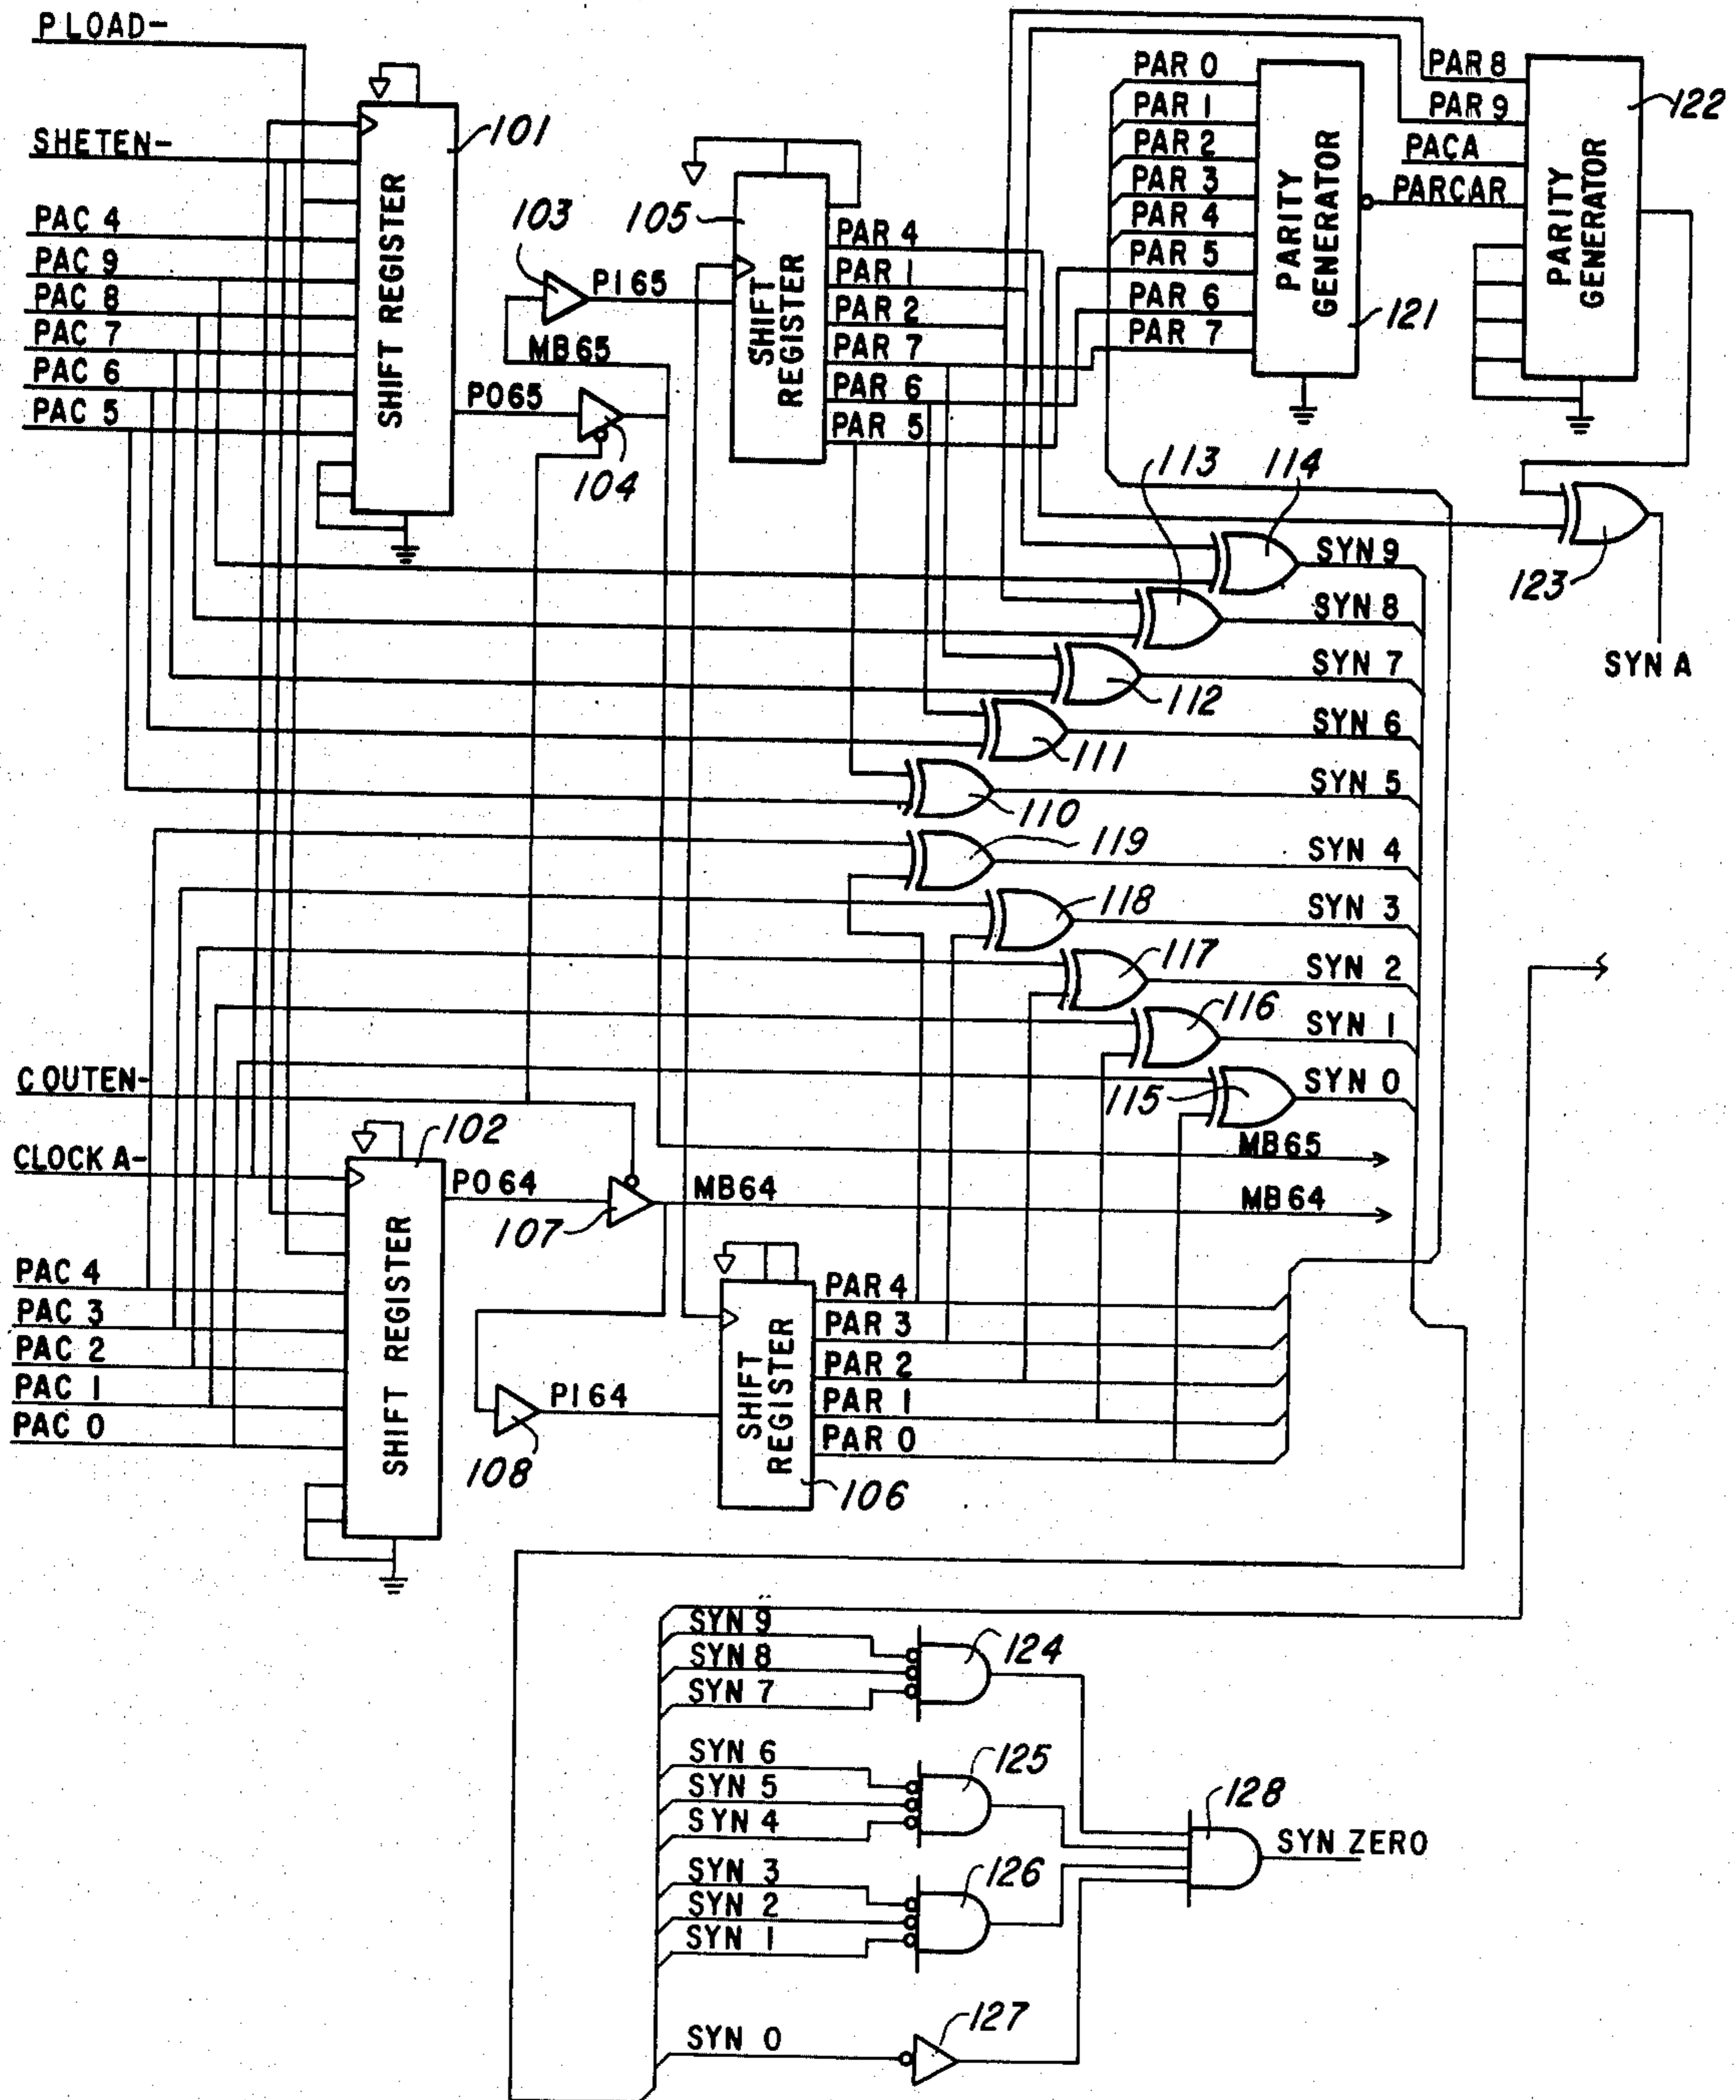 P LOAD-
SHETEN-
PAC 4
PAC 9
PAC 8
PAC 7
PAC 6
PAC 5
SHIFT REGISTER
101
PO65
104
103
PI65
MB65
105
SHIFT REGISTER
PAR 4
PAR 1
PAR 2
PAR 7
PAR 6
PAR 5
PAR 0
PAR 1
PAR 2
PAR 3
PAR 4
PAR 5
PAR 6
PAR 7
PARITY GENERATOR
121
PAR 8
PAR 9
PACA
PARCAR
PARITY GENERATOR
122
123
SYN A
113
114
SYN 9
SYN 8
112
SYN 7
111
SYN 6
110
SYN 5
119
SYN 4
118
SYN 3
117
SYN 2
116
SYN 1
115
SYN 0
MB65
MB64
C OUTEN-
CLOCK A-
102
PAC 4
PAC 3
PAC 2
PAC 1
PAC 0
SHIFT REGISTER
PO64
107
MB64
108
PI64
SHIFT REGISTER
106
PAR 4
PAR 3
PAR 2
PAR 1
PAR 0
SYN 9
SYN 8
SYN 7
124
SYN 6
SYN 5
SYN 4
125
SYN 3
SYN 2
SYN 1
126
SYN 0
127
128
SYN ZERO